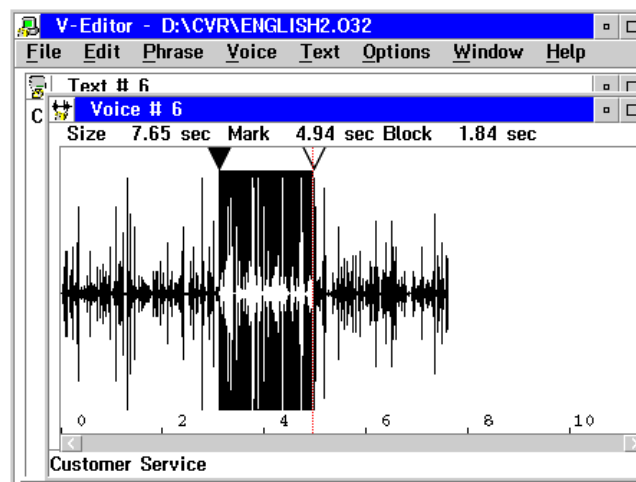 V-Editor - D:\CVR\ENGLISH2.O32
File Edit Phrase Voice Text Options Window Help
Text # 6
C
Voice # 6
Size 7.65 sec Mark 4.94 sec Block 1.84 sec
0 2 4 6 8 10
Customer Service